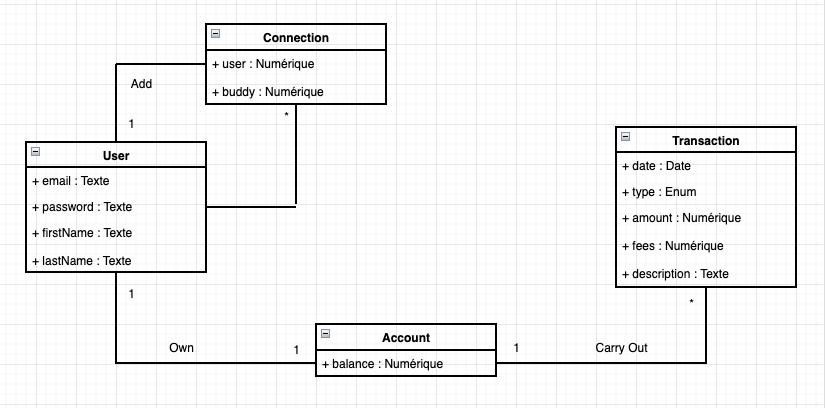 Connection
+ user : Numérique
+ buddy : Numérique
Add
*
1
User
+ email : Texte
+ password : Texte
+ firstName : Texte
+ lastName : Texte
Transaction
+ date : Date
+ type : Enum
+ amount : Numérique
+ fees : Numérique
+ description : Texte
1
*
Own
1
Account
+ balance : Numérique
1
Carry Out